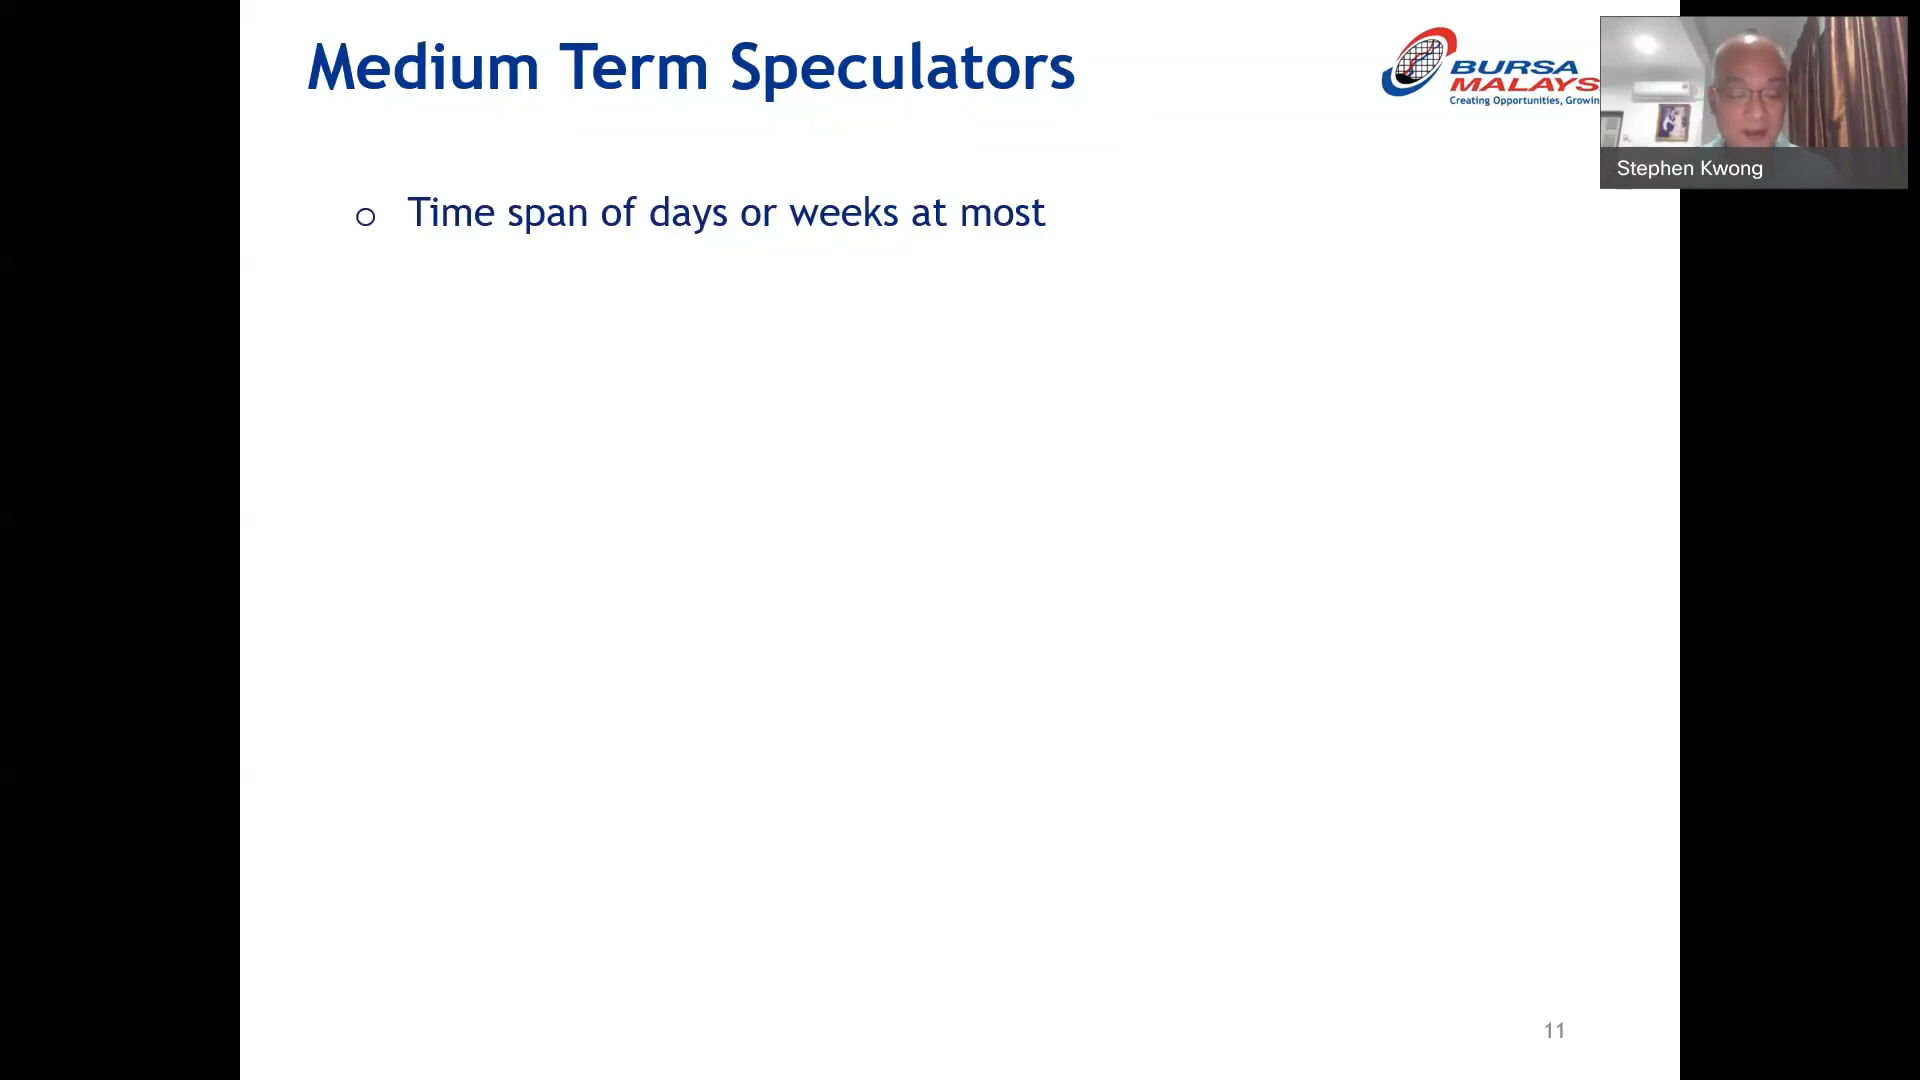 Medium Term Speculators
BURSA
MALAYS
Creating Opportunities, Growin
Stephen Kwong
o Time span of days or weeks at most
11